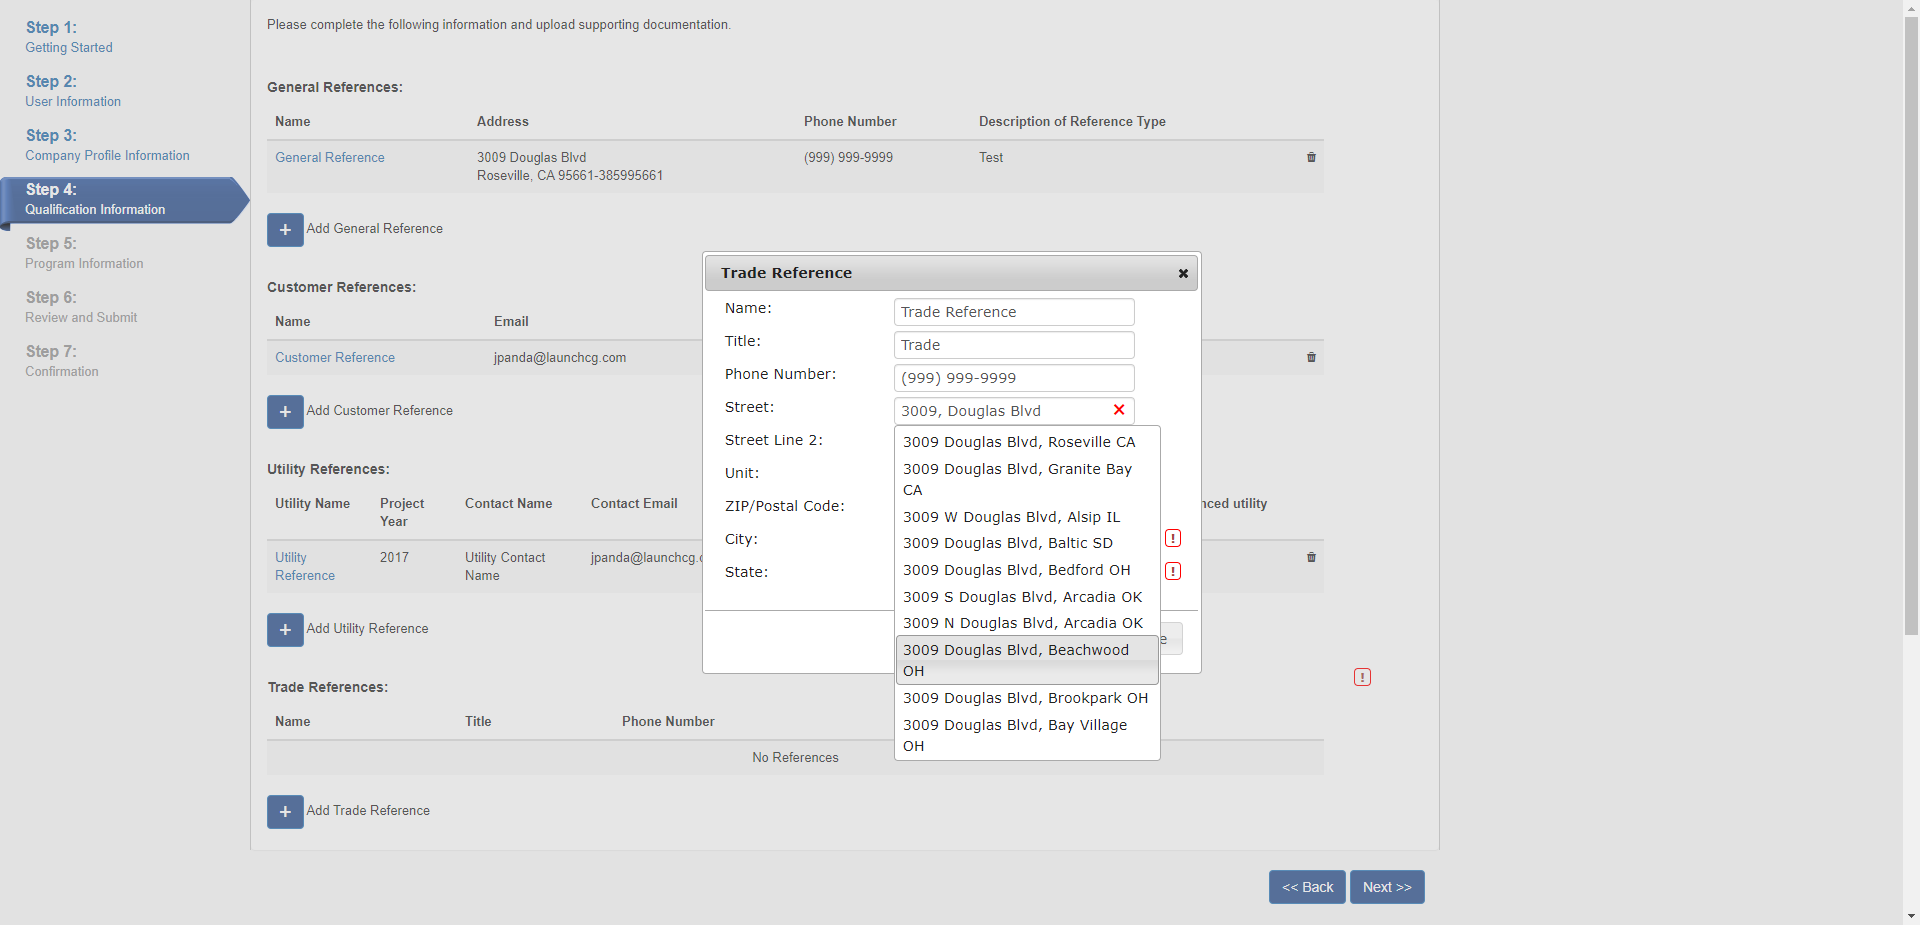 Step 1:
Getting Started
Step 2:
User Information
Step 3:
Company Profile Information
Step 4:
Qualification Information
Step 5:
Program Information
Step 6:
Review and Submit
Step 7:
Confirmation
Please complete the following information and upload supporting documentation.
General References:
Name Address Phone Number Description of Reference Type
General Reference 3009 Douglas Blvd (999) 999-9999 Test
Roseville, CA 95661-385995661
+ Add General Reference
Customer References:
Name Email
Customer Reference jpanda@launchcg.com
+ Add Customer Reference
Utility References:
Utility Name Project Contact Name Contact Email nced utility
Year
Utility 2017 Utility Contact jpanda@launchcg.c
Reference Name
+ Add Utility Reference
Trade References:
Name Title Phone Number
No References
+ Add Trade Reference
<< Back Next >>
Trade Reference
Name: Trade Reference
Title: Trade
Phone Number: (999) 999-9999
Street: 3009, Douglas Blvd
Street Line 2:
Unit:
ZIP/Postal Code:
City:
State:
3009 Douglas Blvd, Roseville CA
3009 Douglas Blvd, Granite Bay
CA
3009 W Douglas Blvd, Alsip IL
3009 Douglas Blvd, Baltic SD
3009 Douglas Blvd, Bedford OH
3009 S Douglas Blvd, Arcadia OK
3009 N Douglas Blvd, Arcadia OK
3009 Douglas Blvd, Beachwood
OH
3009 Douglas Blvd, Brookpark OH
3009 Douglas Blvd, Bay Village
OH